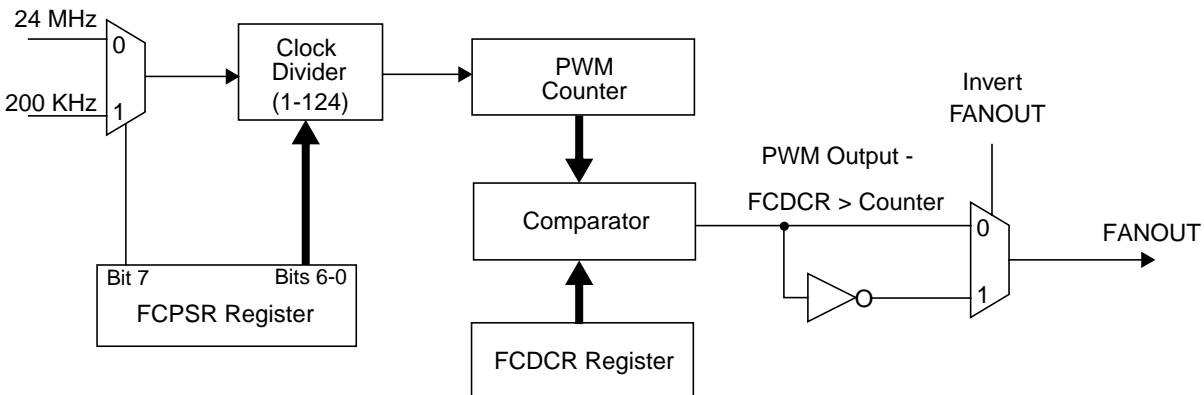 24 MHz
0
200 KHz
1
Clock
Divider
(1-124)
PWM
Counter
Invert
FANOUT
PWM Output -
FCDCR > Counter
Comparator
0
1
FANOUT
Bit 7
Bits 6-0
FCPSR Register
FCDCR Register